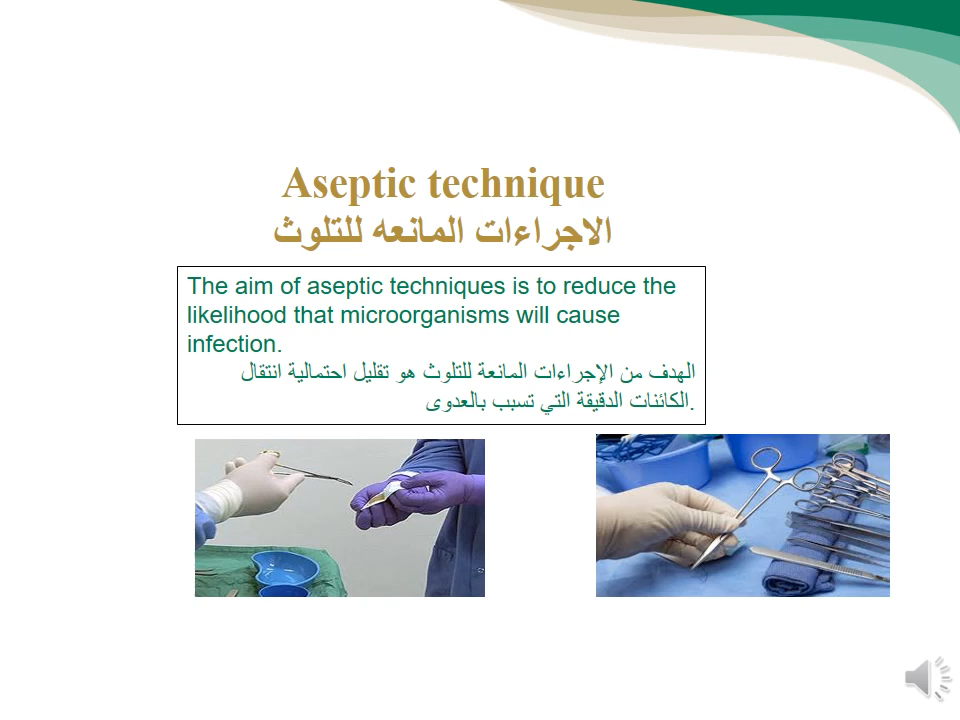 Aseptic technique
الاجراءات المانعه للتلوث
The aim of aseptic techniques is to reduce the
likelihood that microorganisms will cause
infection.
الهدف من الإجراءات المانعة للتلوث هو تقليل احتمالية انتقال
الكائنات الدقيقة التي تسبب بالعدوى.